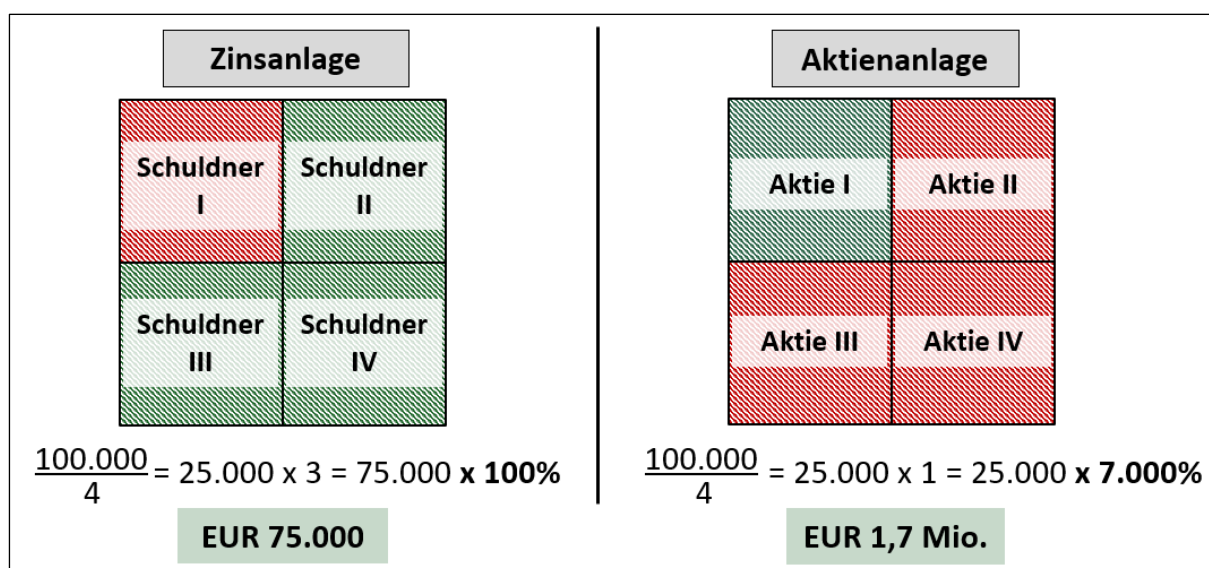 Zinsanlage
Schuldner
I
Schuldner
II
Schuldner
III
Schuldner
IV
100.000
4
= 25.000 x 3 = 75.000 x 100%
EUR 75.000
Aktienanlage
Aktie I
Aktie II
Aktie III
Aktie IV
100.000
4
= 25.000 x 1 = 25.000 x 7.000%
EUR 1,7 Mio.